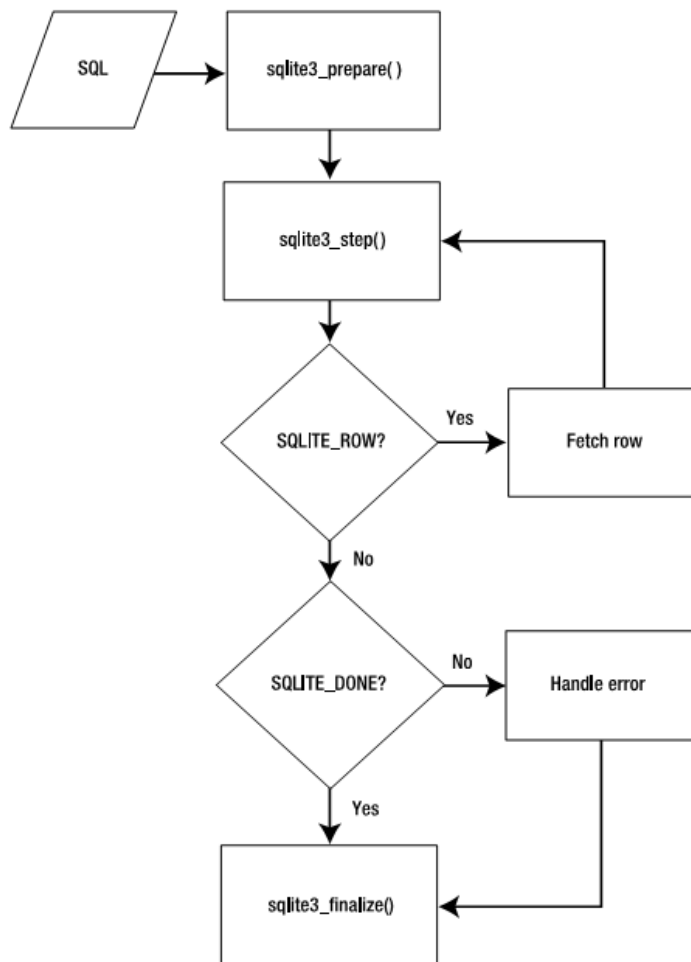 SQL
sqlite3_prepare( )
sqlite3_step()
SQLITE_ROW?
Yes
Fetch row
No
SQLITE_DONE?
No
Handle error
Yes
sqlite3_finalize()